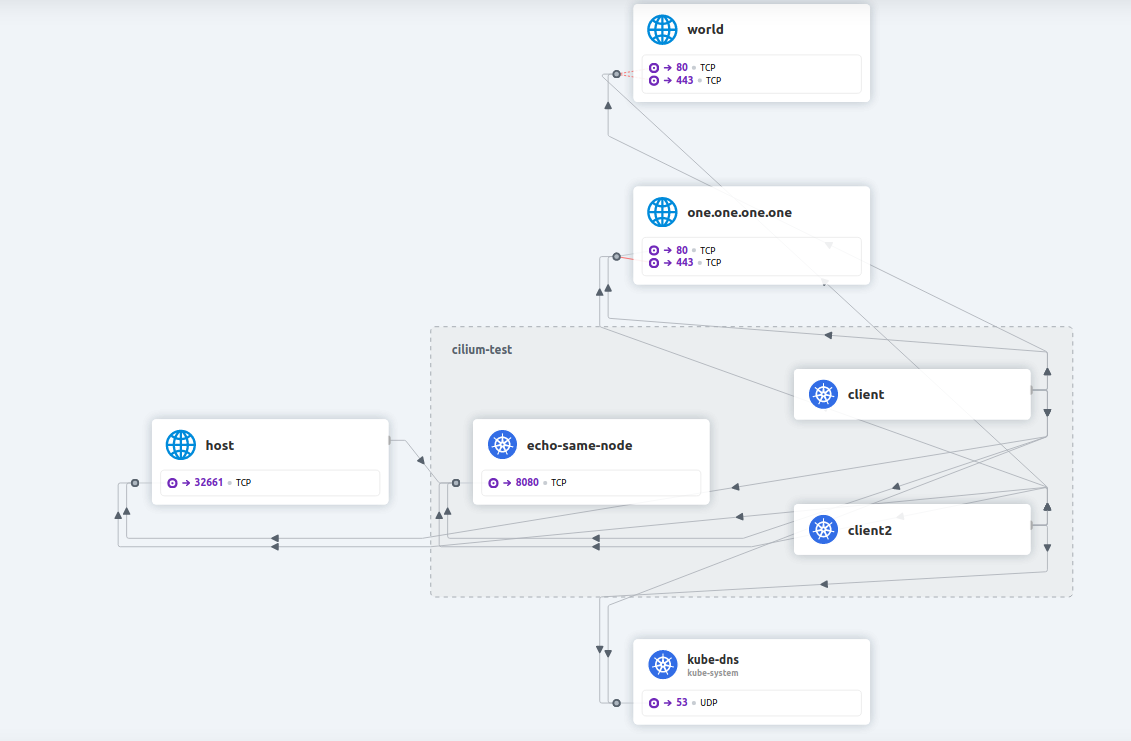 world
→ 80 • TCP
→ 443 • TCP
one.one.one.one
→ 80 • TCP
→ 443 • TCP
cilium-test
client
host
→ 32661 • TCP
echo-same-node
→ 8080 • TCP
client2
kube-dns
kube-system
→ 53 • UDP